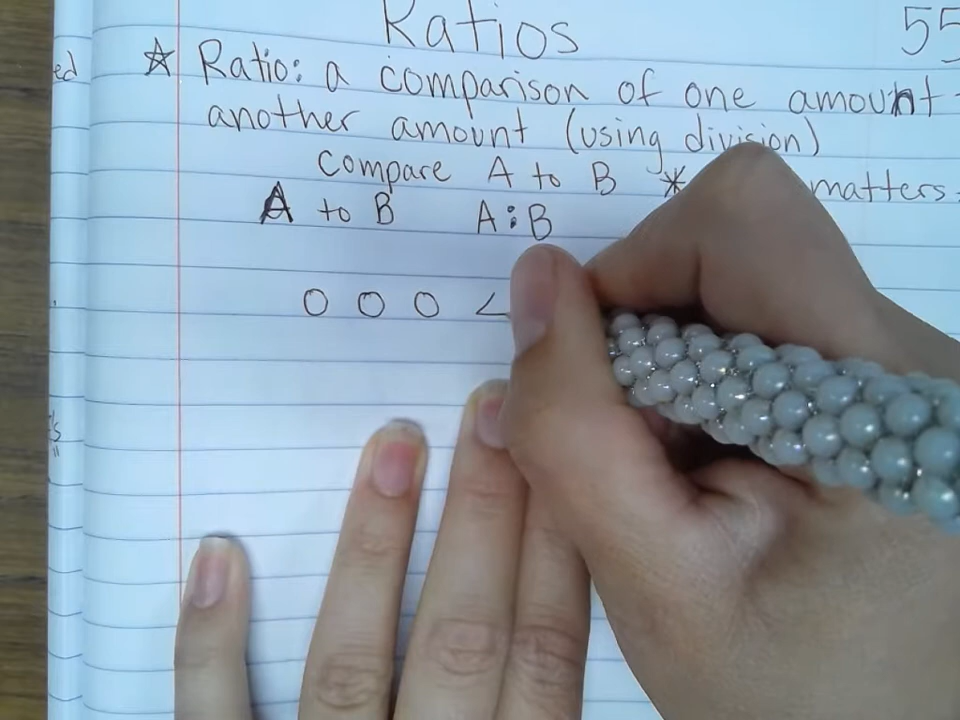 Ratios 55
ed
☆ Ratio: a comparison of one amount
another amount (using division)
compare A to B * matters
A to B A:B
O O O